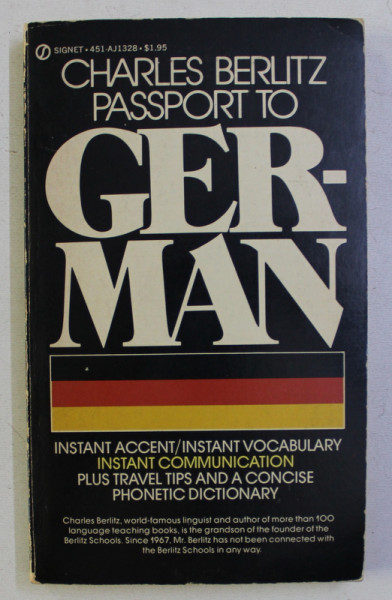 SIGNET • 451-AJ1328 • $1.95
CHARLES BERLITZ
PASSPORT TO
GER-
MAN
INSTANT ACCENT/INSTANT VOCABULARY
INSTANT COMMUNICATION
PLUS TRAVEL TIPS AND A CONCISE
PHONETIC DICTIONARY
Charles Berlitz, world-famous linguist and author of more than 100
language teaching books, is the grandson of the founder of the
Berlitz Schools. Since 1967, Mr. Berlitz has not been connected with
the Berlitz Schools in any way.